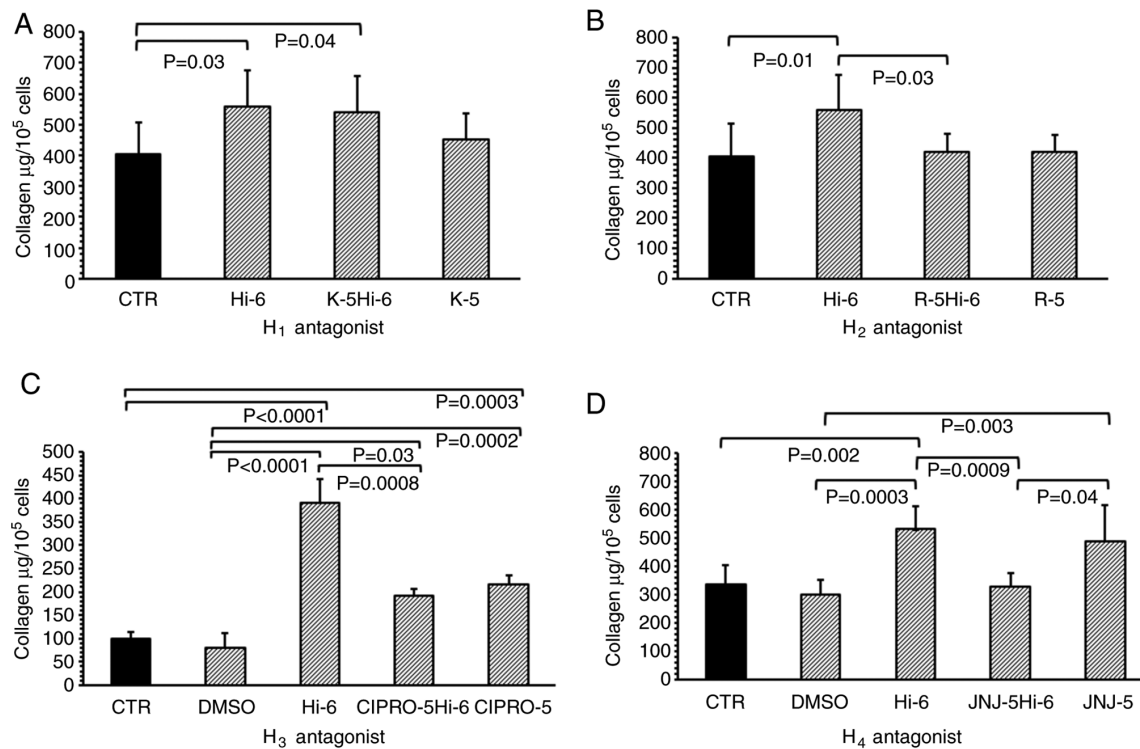 A
P=0.04
P=0.03
Collagen µg/10⁵ cells
800
700
600
500
400
300
200
100
0
CTR Hi-6 K-5Hi-6 K-5
H₁ antagonist
B
P=0.01
P=0.03
Collagen µg/10⁵ cells
800
700
600
500
400
300
200
100
0
CTR Hi-6 R-5Hi-6 R-5
H₂ antagonist
C
P=0.0003
P<0.0001
P=0.0002
P=0.03
P<0.0001
P=0.0008
Collagen µg/10⁵ cells
500
450
400
350
300
250
200
150
100
50
0
CTR DMSO Hi-6 CIPRO-5Hi-6 CIPRO-5
H₃ antagonist
D
P=0.003
P=0.002
P=0.0009
P=0.0003
P=0.04
Collagen µg/10⁵ cells
800
700
600
500
400
300
200
100
0
CTR DMSO Hi-6 JNJ-5Hi-6 JNJ-5
H₄ antagonist